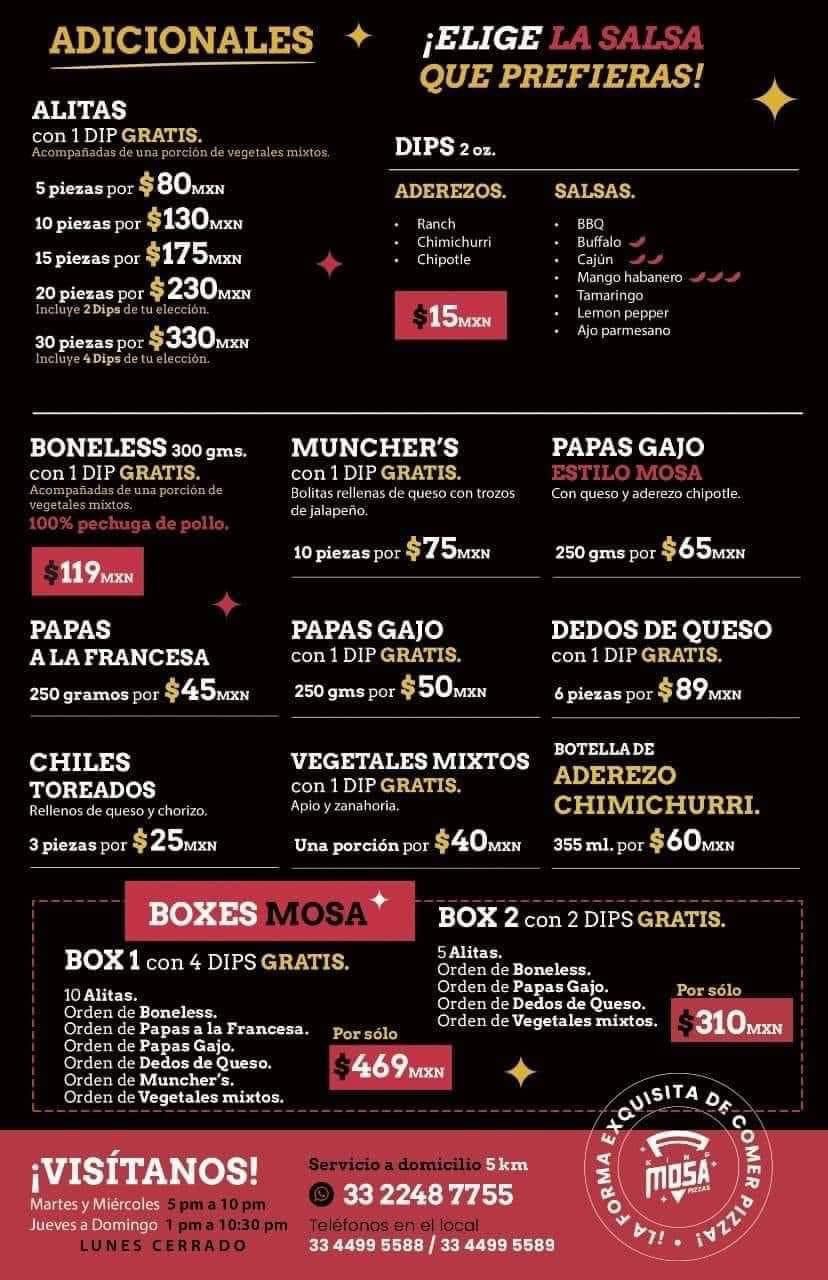 ADICIONALES
¡ELIGE LA SALSA
QUE PREFIERAS!
ALITAS
con 1 DIP GRATIS.
Acompañadas de una porción de vegetales mixtos.
5 piezas por $80MXN
10 piezas por $130MXN
15 piezas por $175MXN
20 piezas por $230MXN
Incluye 2 Dips de tu elección.
30 piezas por $330MXN
Incluye 4 Dips de tu elección.
DIPS 2 oz.
ADEREZOS.
• Ranch
• Chimichurri
• Chipotle
$15MXN
SALSAS.
• BBQ
• Buffalo
• Cajún
• Mango habanero
• Tamaringo
• Lemon pepper
• Ajo parmesano
BONELESS 300 gms.
con 1 DIP GRATIS.
Acompañadas de una porción de
vegetales mixtos.
100% pechuga de pollo.
$119MXN
MUNCHER'S
con 1 DIP GRATIS.
Bolitas rellenas de queso con trozos
de jalapeño.
10 piezas por $75MXN
PAPAS GAJO
ESTILO MOSA
Con queso y aderezo chipotle.
250 gms por $65MXN
PAPAS
A LA FRANCESA
250 gramos por $45MXN
PAPAS GAJO
con 1 DIP GRATIS.
250 gms por $50MXN
DEDOS DE QUESO
con 1 DIP GRATIS.
6 piezas por $89MXN
CHILES
TOREADOS
Rellenos de queso y chorizo.
3 piezas por $25MXN
VEGETALES MIXTOS
con 1 DIP GRATIS.
Apio y zanahoria.
Una porción por $40MXN
BOTELLA DE
ADEREZO
CHIMICHURRI.
355 ml. por $60MXN
BOXES MOSA
BOX 1 con 4 DIPS GRATIS.
10 Alitas.
Orden de Boneless.
Orden de Papas a la Francesa.
Orden de Papas Gajo.
Orden de Dedos de Queso.
Orden de Muncher's.
Orden de Vegetales mixtos.
Por sólo
$469MXN
BOX 2 con 2 DIPS GRATIS.
5 Alitas.
Orden de Boneless.
Orden de Papas Gajo.
Orden de Dedos de Queso.
Orden de Vegetales mixtos.
Por sólo
$310MXN
¡VISÍTANOS!
Martes y Miércoles 5 pm a 10 pm
Jueves a Domingo 1 pm a 10:30 pm
LUNES CERRADO
Servicio a domicilio 5 km
33 2248 7755
Teléfonos en el local
33 4499 5588 / 33 4499 5589
¡LA FORMA EXQUISITA DE COMER PIZZA!
KING
MOSA
PIZZAS